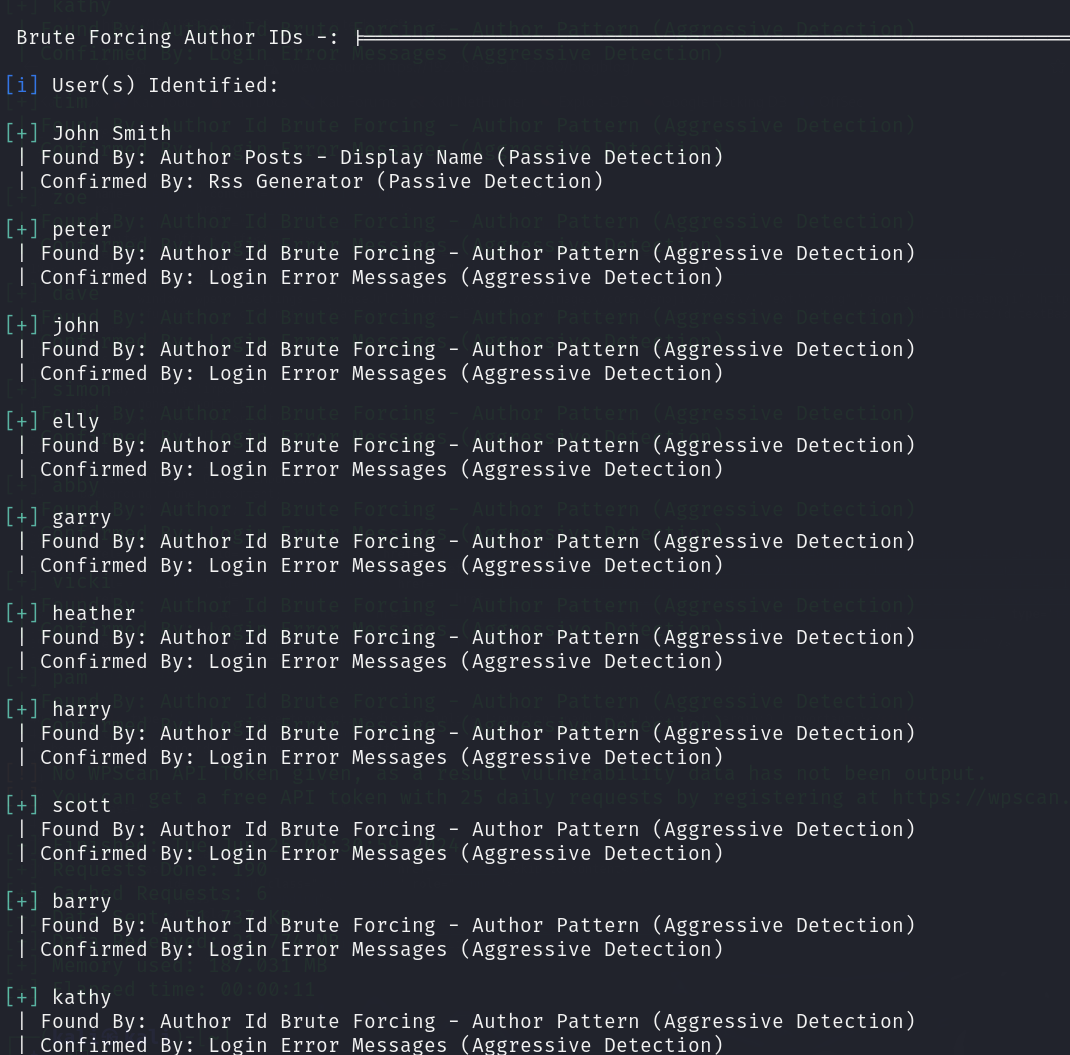 Brute Forcing Author IDs -:
[i] User(s) Identified:
[+] John Smith
| Found By: Author Posts - Display Name (Passive Detection)
| Confirmed By: Rss Generator (Passive Detection)
[+] peter
| Found By: Author Id Brute Forcing - Author Pattern (Aggressive Detection)
| Confirmed By: Login Error Messages (Aggressive Detection)
[+] john
| Found By: Author Id Brute Forcing - Author Pattern (Aggressive Detection)
| Confirmed By: Login Error Messages (Aggressive Detection)
[+] elly
| Found By: Author Id Brute Forcing - Author Pattern (Aggressive Detection)
| Confirmed By: Login Error Messages (Aggressive Detection)
[+] garry
| Found By: Author Id Brute Forcing - Author Pattern (Aggressive Detection)
| Confirmed By: Login Error Messages (Aggressive Detection)
[+] heather
| Found By: Author Id Brute Forcing - Author Pattern (Aggressive Detection)
| Confirmed By: Login Error Messages (Aggressive Detection)
[+] harry
| Found By: Author Id Brute Forcing - Author Pattern (Aggressive Detection)
| Confirmed By: Login Error Messages (Aggressive Detection)
[+] scott
| Found By: Author Id Brute Forcing - Author Pattern (Aggressive Detection)
| Confirmed By: Login Error Messages (Aggressive Detection)
[+] barry
| Found By: Author Id Brute Forcing - Author Pattern (Aggressive Detection)
| Confirmed By: Login Error Messages (Aggressive Detection)
[+] kathy
| Found By: Author Id Brute Forcing - Author Pattern (Aggressive Detection)
| Confirmed By: Login Error Messages (Aggressive Detection)